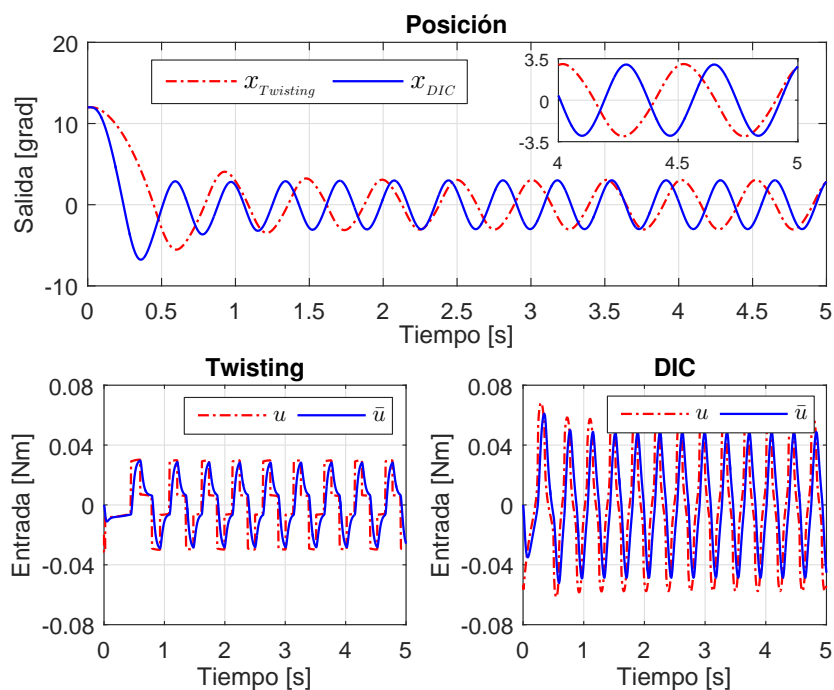 Posición
20
10
0
-10
Salida [grad]
x_Twisting x_DIC
3.5
0
-3.5
4 4.5 5
0 0.5 1 1.5 2 2.5 3 3.5 4 4.5 5
Tiempo [s]
Twisting
0.08
0.04
0
-0.04
-0.08
Entrada [Nm]
u ū
0 1 2 3 4 5
Tiempo [s]
DIC
0.08
0.04
0
-0.04
-0.08
Entrada [Nm]
u ū
0 1 2 3 4 5
Tiempo [s]